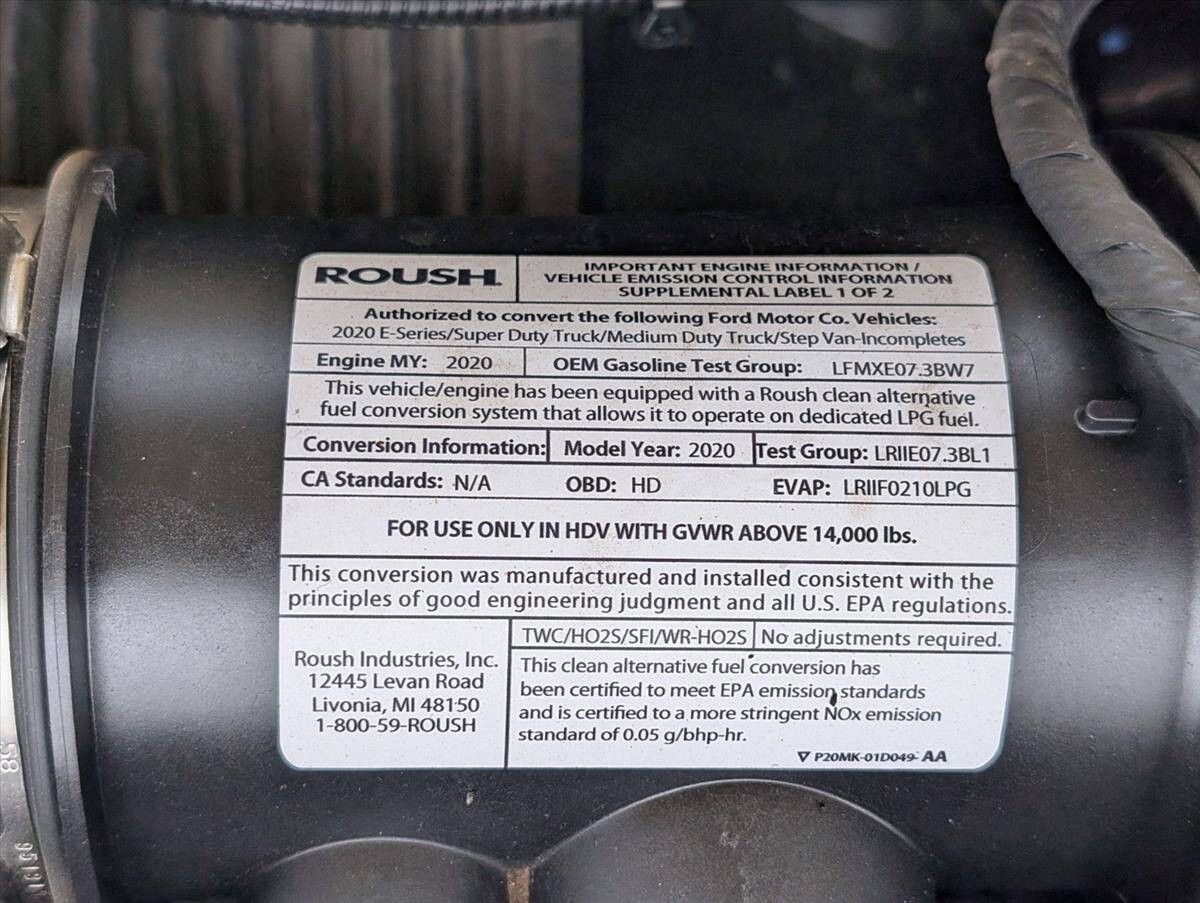 ROUSH.
IMPORTANT ENGINE INFORMATION /
VEHICLE EMISSION CONTROL INFORMATION
SUPPLEMENTAL LABEL 1 OF 2
Authorized to convert the following Ford Motor Co. Vehicles:
2020 E-Series/Super Duty Truck/Medium Duty Truck/Step Van-Incompletes
Engine MY: 2020 OEM Gasoline Test Group: LFMXE07.3BW7
This vehicle/engine has been equipped with a Roush clean alternative
fuel conversion system that allows it to operate on dedicated LPG fuel.
Conversion Information: Model Year: 2020 Test Group: LRIIE07.3BL1
CA Standards: N/A OBD: HD EVAP: LRIIF0210LPG
FOR USE ONLY IN HDV WITH GVWR ABOVE 14,000 lbs.
This conversion was manufactured and installed consistent with the
principles of good engineering judgment and all U.S. EPA regulations.
Roush Industries, Inc.
12445 Levan Road
Livonia, MI 48150
1-800-59-ROUSH
TWC/HO2S/SFI/WR-HO2S No adjustments required.
This clean alternative fuel conversion has
been certified to meet EPA emission standards
and is certified to a more stringent NOx emission
standard of 0.05 g/bhp-hr.
P20MK-01D049- AA
58